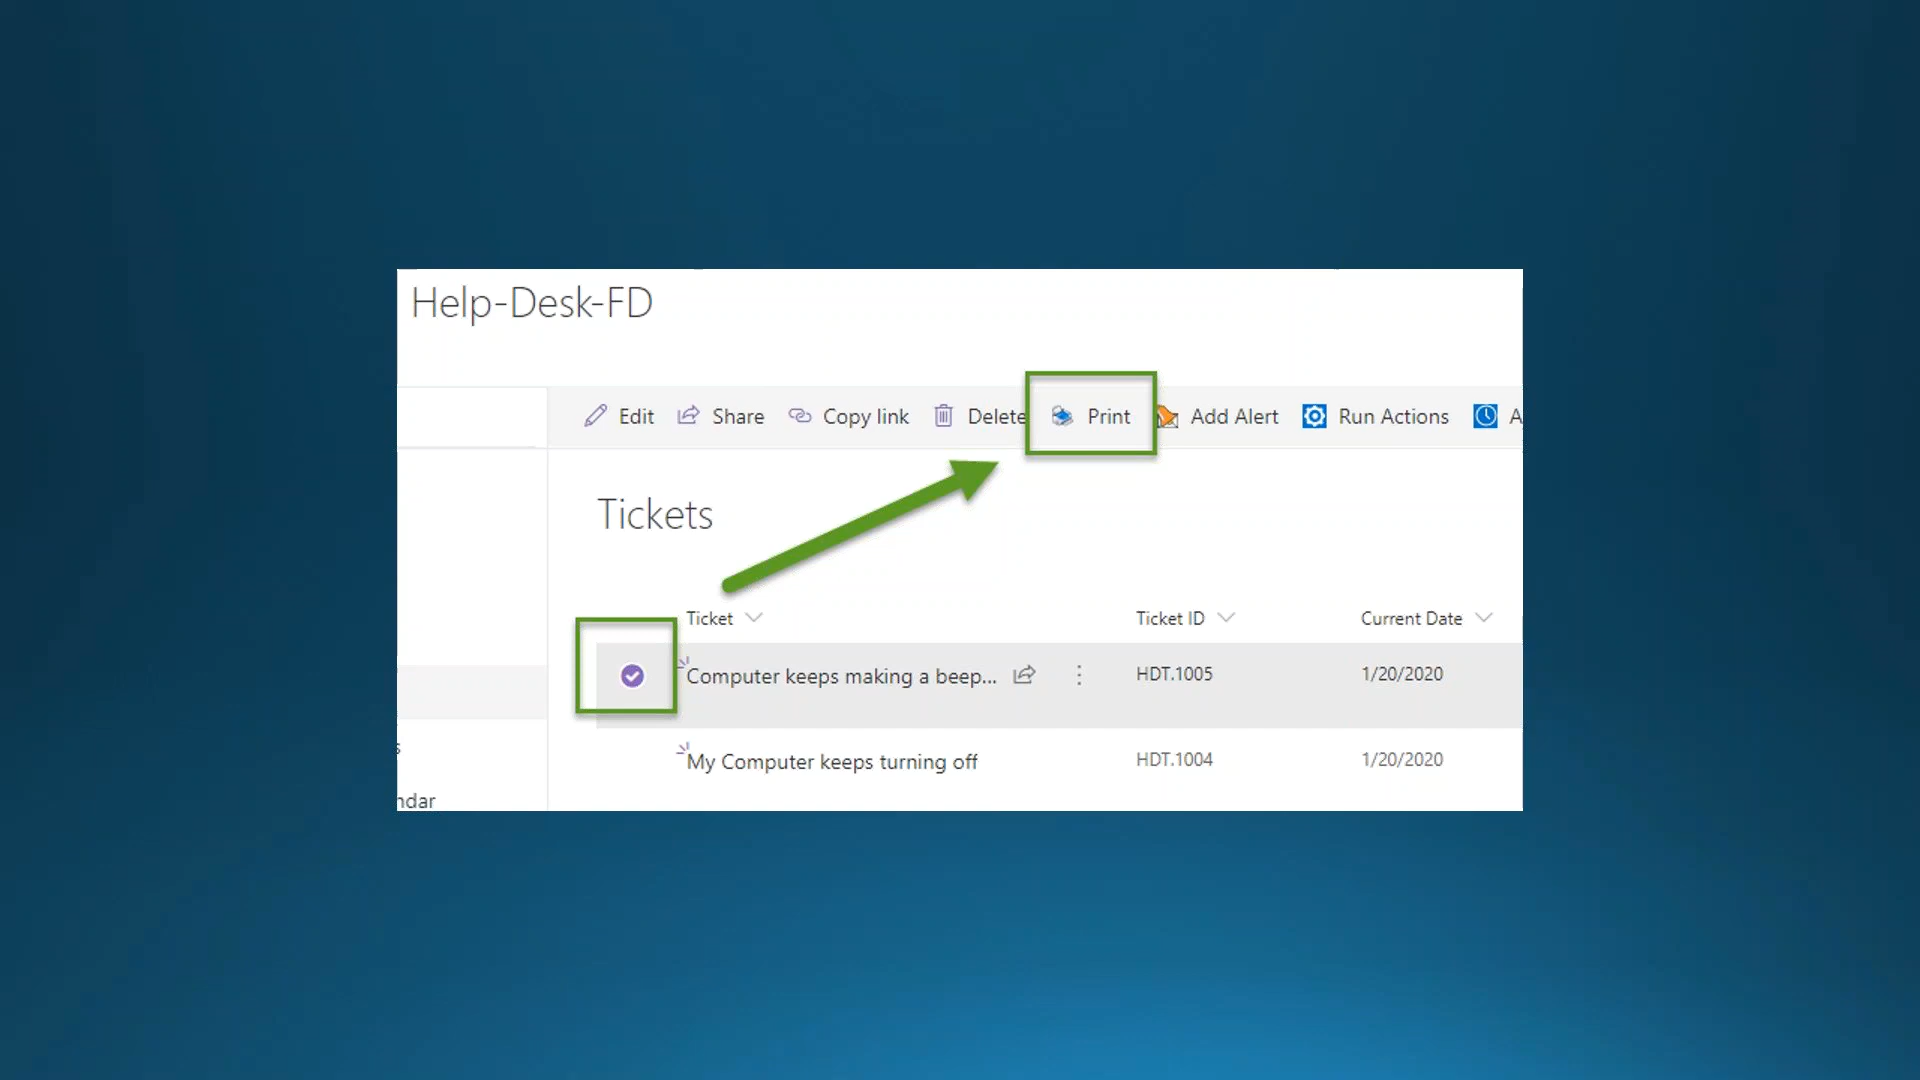 Help-Desk-FD
Edit Share Copy link Delete Print Add Alert Run Actions A
Tickets
Ticket Ticket ID Current Date
Computer keeps making a beep... HDT.1005 1/20/2020
My Computer keeps turning off HDT.1004 1/20/2020
s
ndar